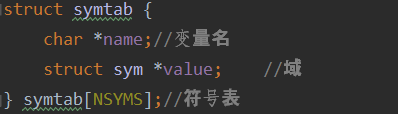 struct symtab {
char *name;//变量名
struct sym *value;    //域
} symtab[NSYMS];//符号表